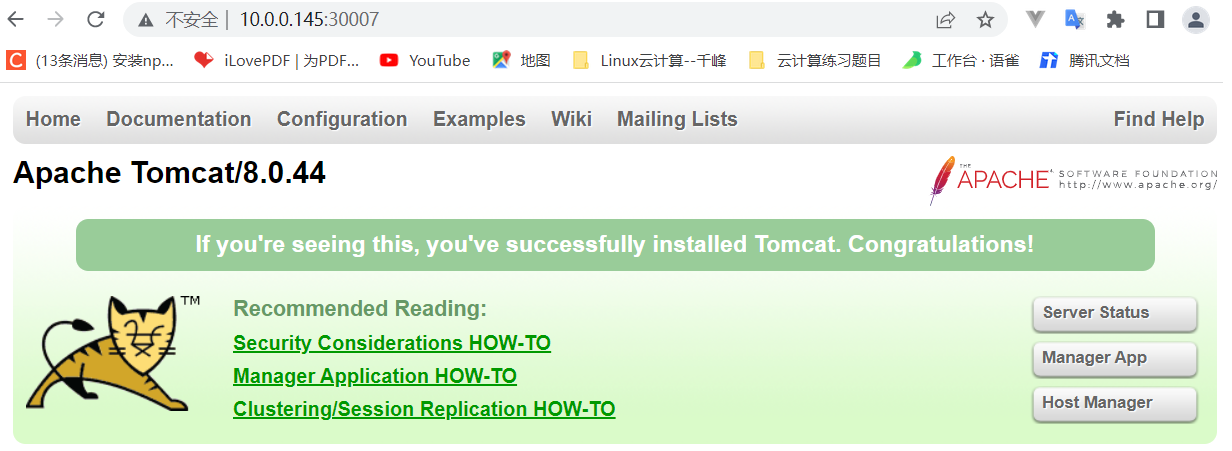 不安全 | 10.0.0.145:30007
(13条消息) 安装np... iLovePDF | 为PDF... YouTube 地图 Linux云计算--千峰 云计算练习题目 工作台 · 语雀 腾讯文档
Home Documentation Configuration Examples Wiki Mailing Lists Find Help
Apache Tomcat/8.0.44
THE APACHE SOFTWARE FOUNDATION
http://www.apache.org/
If you're seeing this, you've successfully installed Tomcat. Congratulations!
TM
Recommended Reading:
Security Considerations HOW-TO
Manager Application HOW-TO
Clustering/Session Replication HOW-TO
Server Status
Manager App
Host Manager